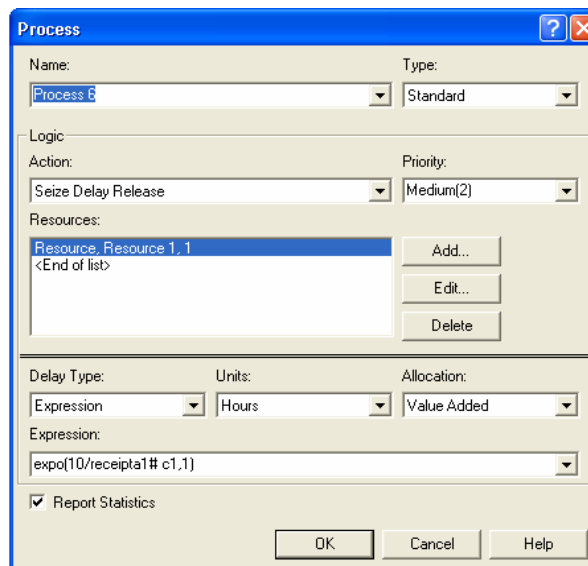 Process
Name:
Type:
Process 6
Standard
Logic
Action:
Priority:
Seize Delay Release
Medium(2)
Resources:
Resource, Resource 1, 1
<End of list>
Add...
Edit...
Delete
Delay Type:
Units:
Allocation:
Expression
Hours
Value Added
Expression:
expo(10/receipta1# c1,1)
Report Statistics
OK
Cancel
Help